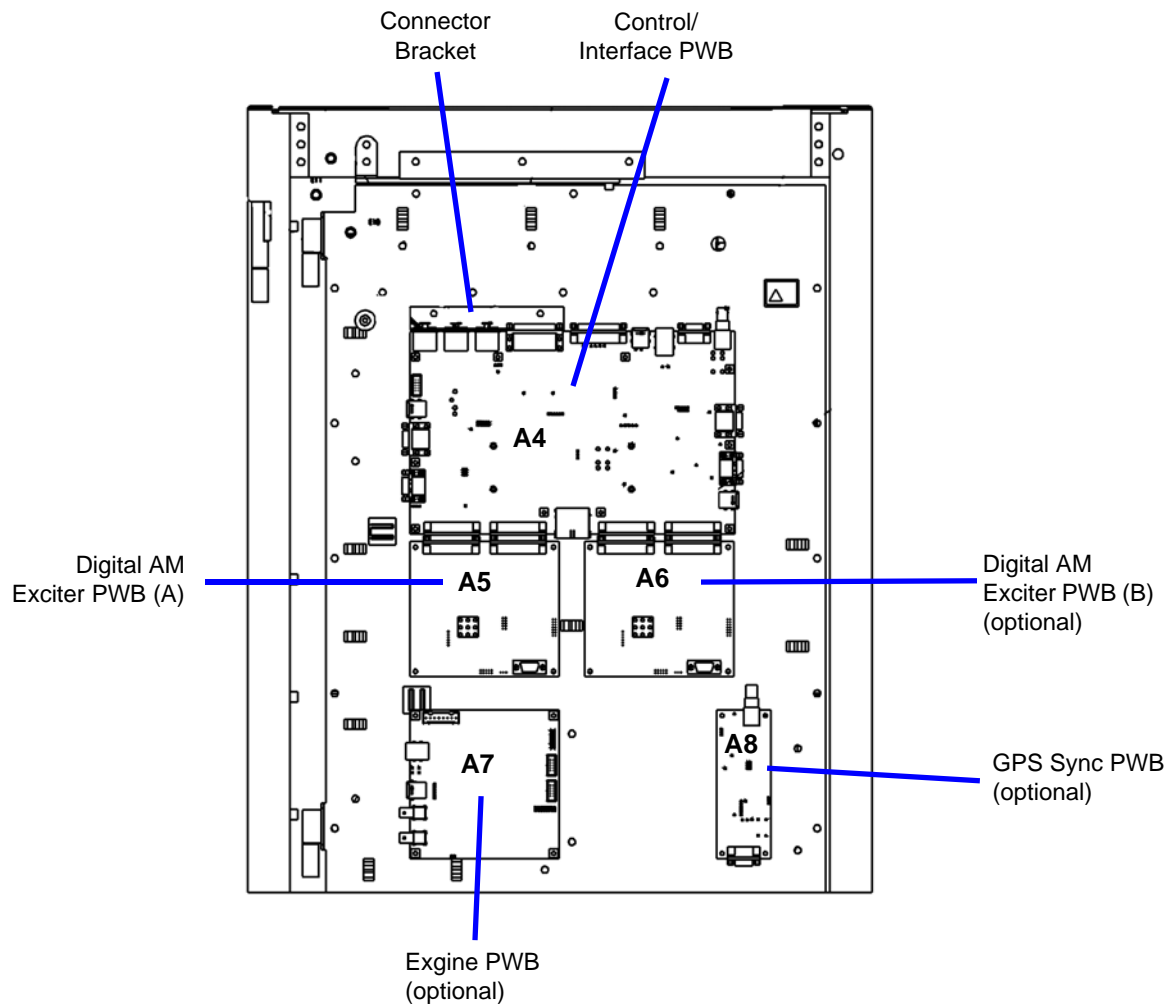 Connector
Bracket
Control/
Interface PWB
A4
Digital AM
Exciter PWB (A)
A5
A6
Digital AM
Exciter PWB (B)
(optional)
A7
A8
GPS Sync PWB
(optional)
Exgine PWB
(optional)